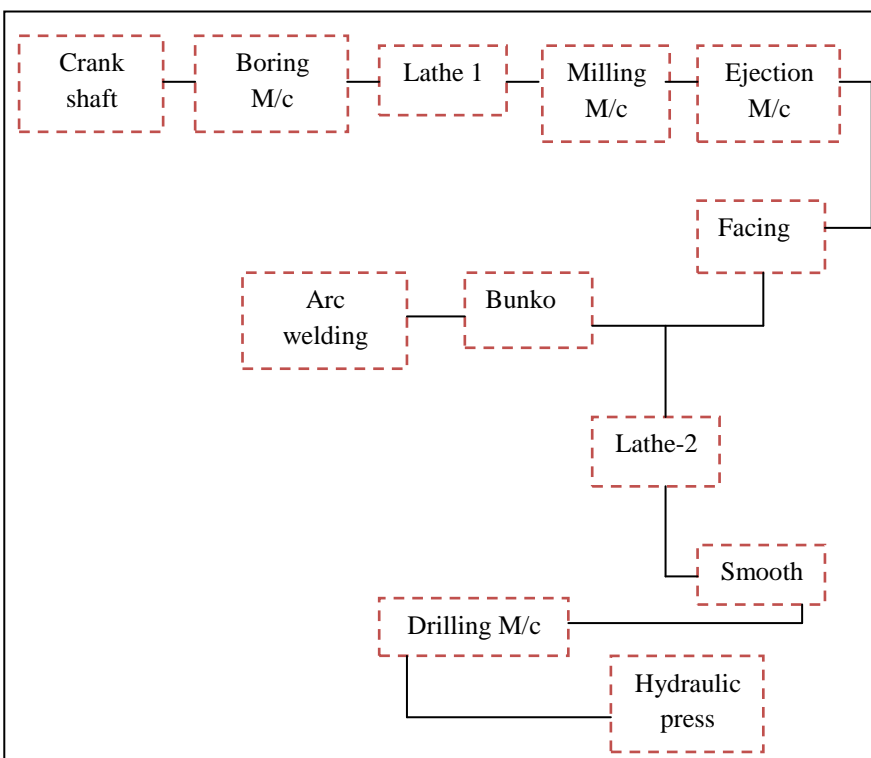 Crank
shaft
Boring
M/c
Lathe 1
Milling
M/c
Ejection
M/c
Facing
Arc
welding
Bunko
Lathe-2
Smooth
Drilling M/c
Hydraulic
press